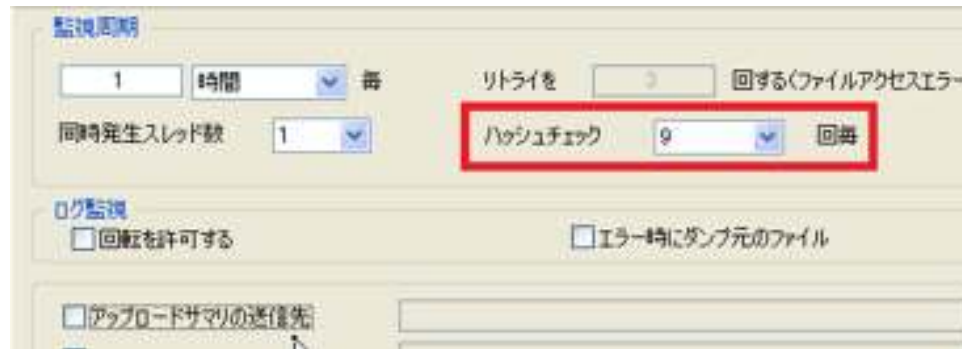 監視周期
1 時間 毎 リトライを 3 回する(ファイルアクセスエラー
同時発生スレッド数 1 ハッシュチェック 9 回毎
ログ監視
回転を許可する エラー時にダンプ元のファイル
アップロードサマリの送信先